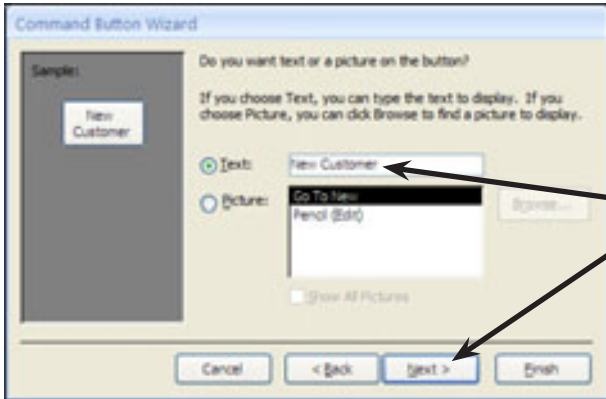 Command Button Wizard
Sample:
New
Customer
Do you want text or a picture on the button?
If you choose Text, you can type the text to display. If you
choose Picture, you can click Browse to find a picture to display.
Text: New Customer
Picture: Go To New
Pencil (Edit)
Browse...
Show All Pictures
Cancel < Back Next > Finish